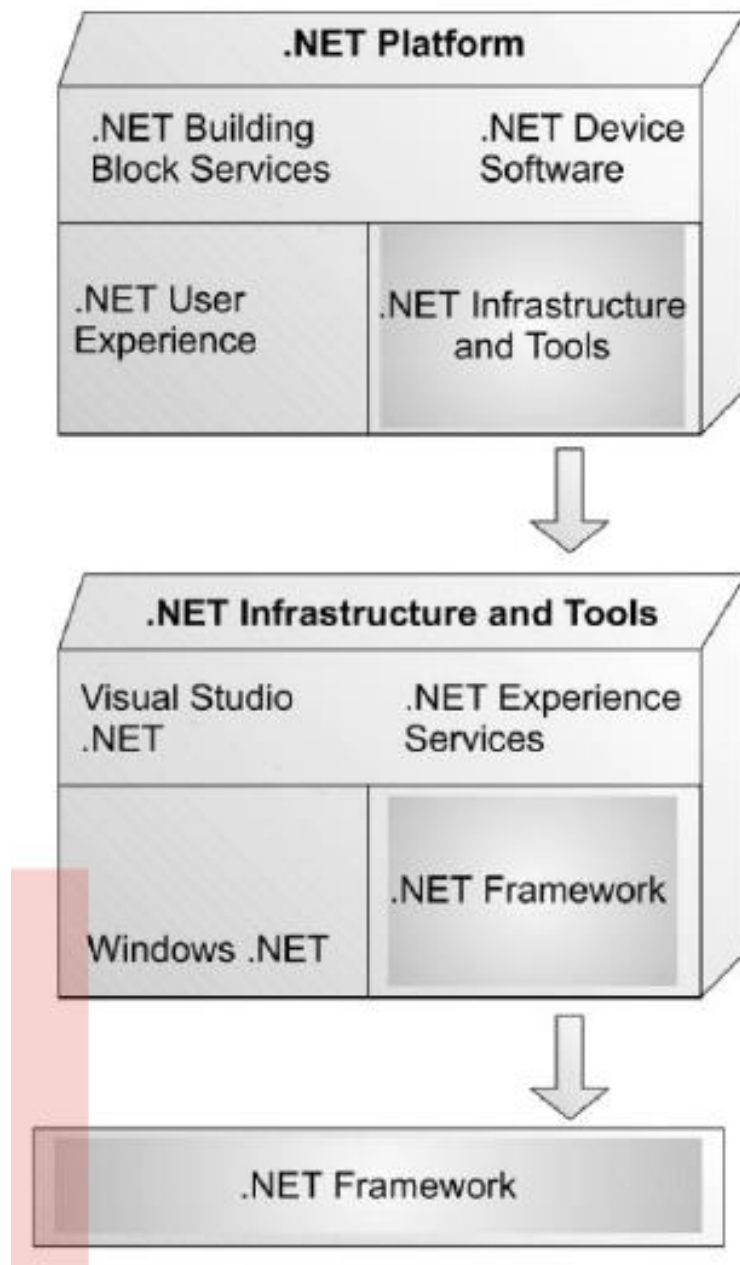 .NET Platform
.NET Building
Block Services
.NET Device
Software
.NET User
Experience
.NET Infrastructure
and Tools
.NET Infrastructure and Tools
Visual Studio
.NET
.NET Experience
Services
Windows .NET
.NET Framework
.NET Framework